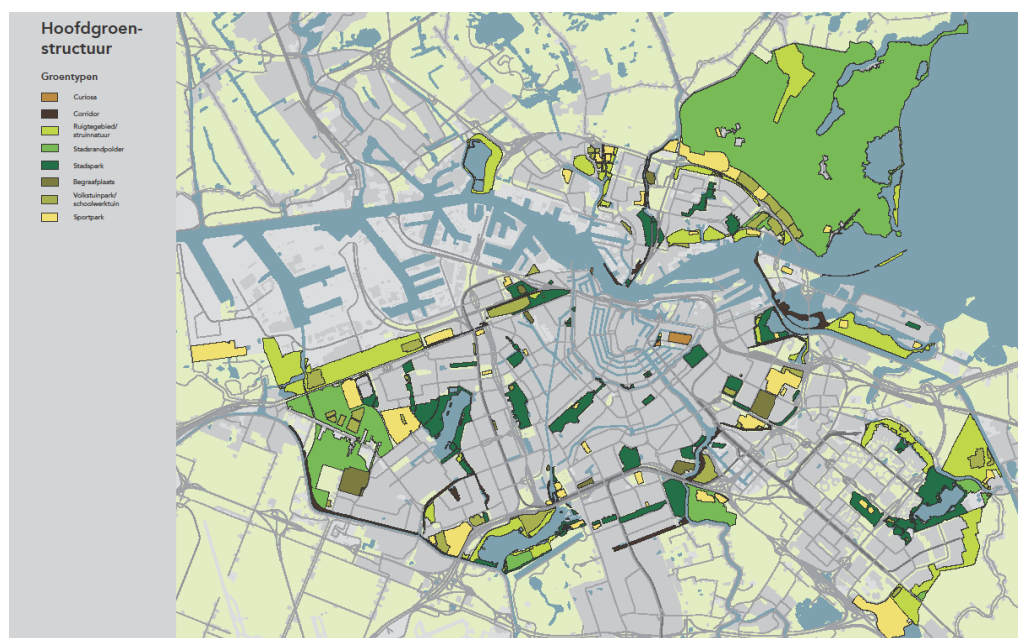 Hoofdgroen-
structuur
Groentypen
Curiosa
Corridor
Ruigtegebied/
struinnatuur
Stadsrandpolder
Stadspark
Begraafplaats
Volkstuinpark/
schoolwerktuin
Sportpark